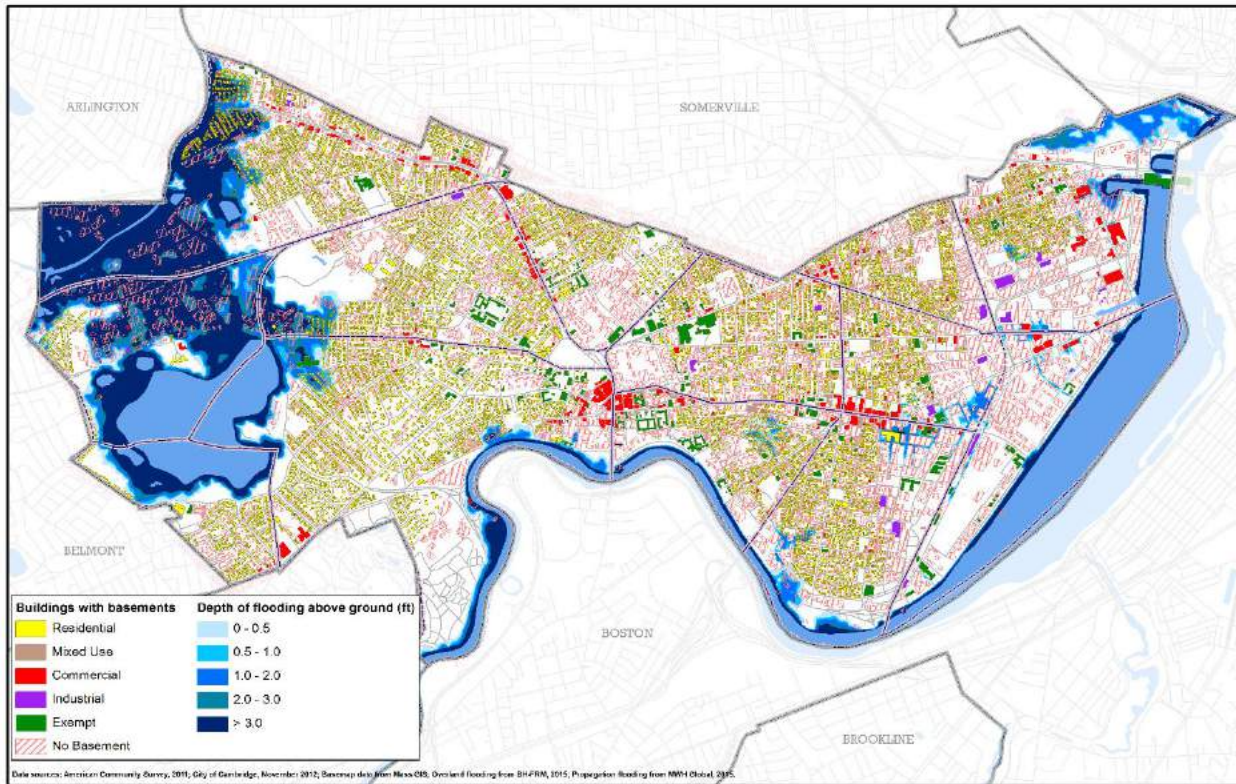 ARLINGTON
SOMERVILLE
BELMONT
BOSTON
BROOKLINE
Buildings with basements
Residential
Mixed Use
Commercial
Industrial
Exempt
No Basement
Depth of flooding above ground (ft)
0 - 0.5
0.5 - 1.0
1.0 - 2.0
2.0 - 3.0
> 3.0
Data sources: American Community Survey, 2011; City of Cambridge, November 2012; Basemap data from Mass GIS; Overland flooding from BH-FRM, 2015; Propagation flooding from MWH Global, 2015.